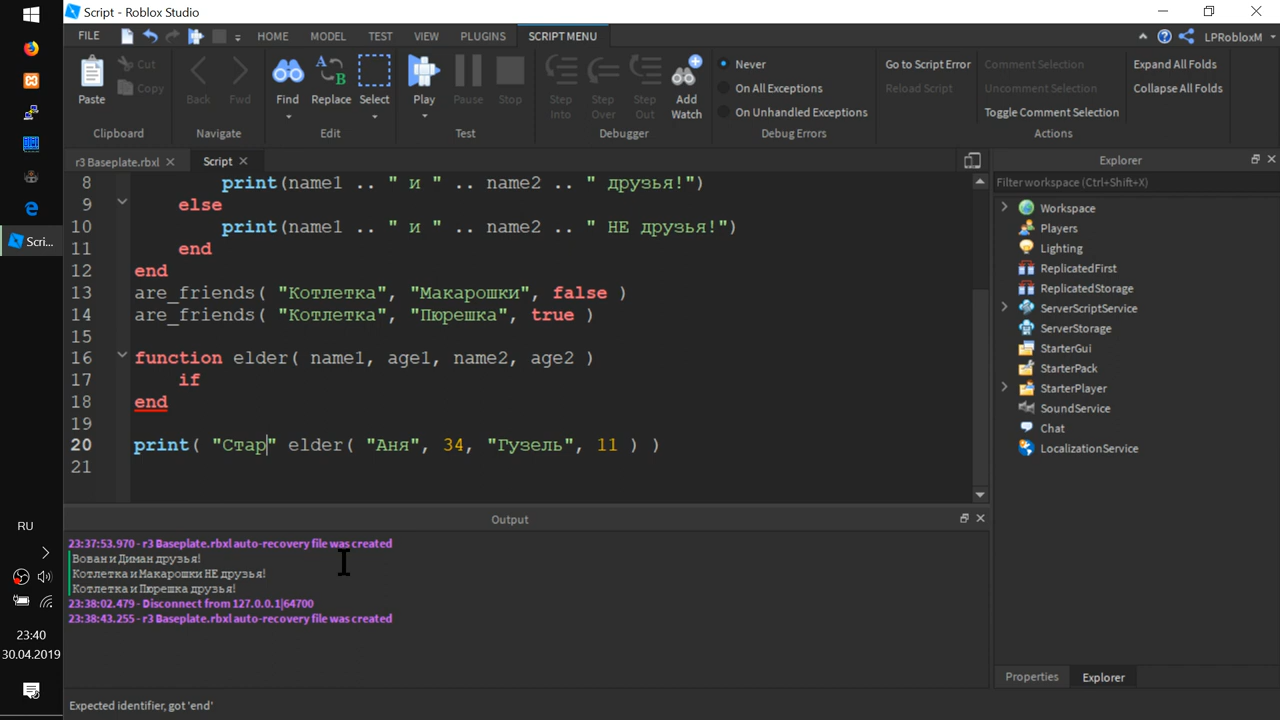 Script - Roblox Studio
FILE HOME MODEL TEST VIEW PLUGINS SCRIPT MENU LPRobloxM
Paste Cut Copy Back Fwd Find Replace Select Play Pause Stop Step Into Step Over Step Out Add Watch
Never
On All Exceptions
On Unhandled Exceptions
Go to Script Error
Reload Script
Comment Selection
Uncomment Selection
Toggle Comment Selection
Expand All Folds
Collapse All Folds
Clipboard Navigate Edit Test Debugger Debug Errors Actions
r3 Baseplate.rbxl Script
8 print(name1 .. " и " .. name2 .. " друзья!")
9 else
10 print(name1 .. " и " .. name2 .. " НЕ друзья!")
11 end
12 end
13 are_friends( "Котлетка", "Макарошки", false )
14 are_friends( "Котлетка", "Пюрешка", true )
15
16 function elder( name1, age1, name2, age2 )
17 if
18 end
19
20 print( "Стар" elder( "Аня", 34, "Гузель", 11 ) )
21
Explorer
Filter workspace (Ctrl+Shift+X)
Workspace
Players
Lighting
ReplicatedFirst
ReplicatedStorage
ServerScriptService
ServerStorage
StarterGui
StarterPack
StarterPlayer
SoundService
Chat
LocalizationService
Properties Explorer
Output
23:37:53.970 - r3 Baseplate.rbxl auto-recovery file was created
Вован и Диман друзья!
Котлетка и Макарошки НЕ друзья!
Котлетка и Пюрешка друзья!
23:38:02.479 - Disconnect from 127.0.0.1|64700
23:38:43.255 - r3 Baseplate.rbxl auto-recovery file was created
Expected identifier, got 'end'
Scri...
RU
23:40
30.04.2019